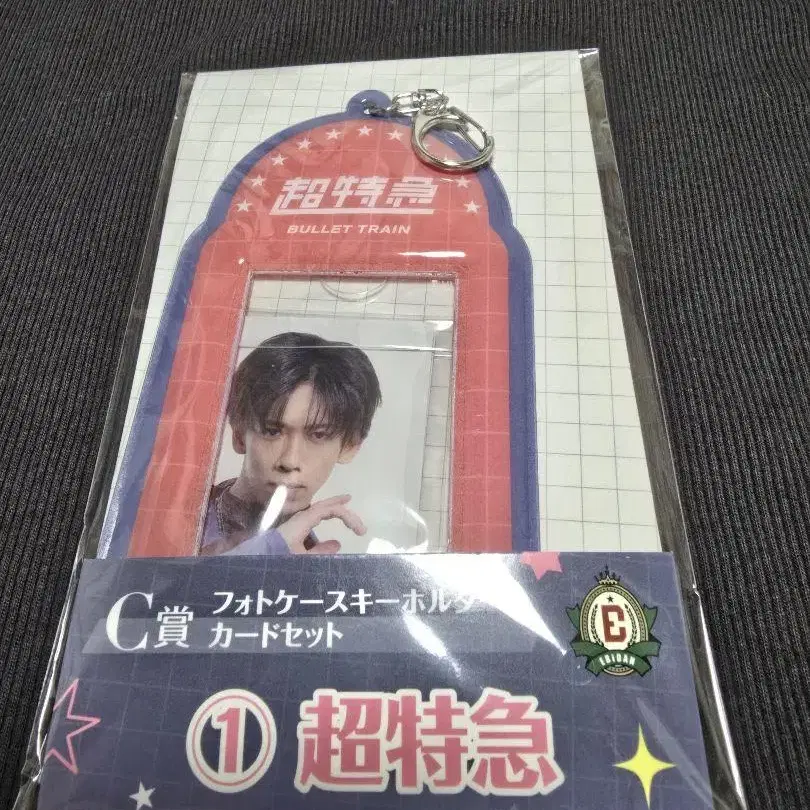 超特急
BULLET TRAIN
C賞
フォトケースキーホルダ
カードセット
E
EBIDAN
① 超特急